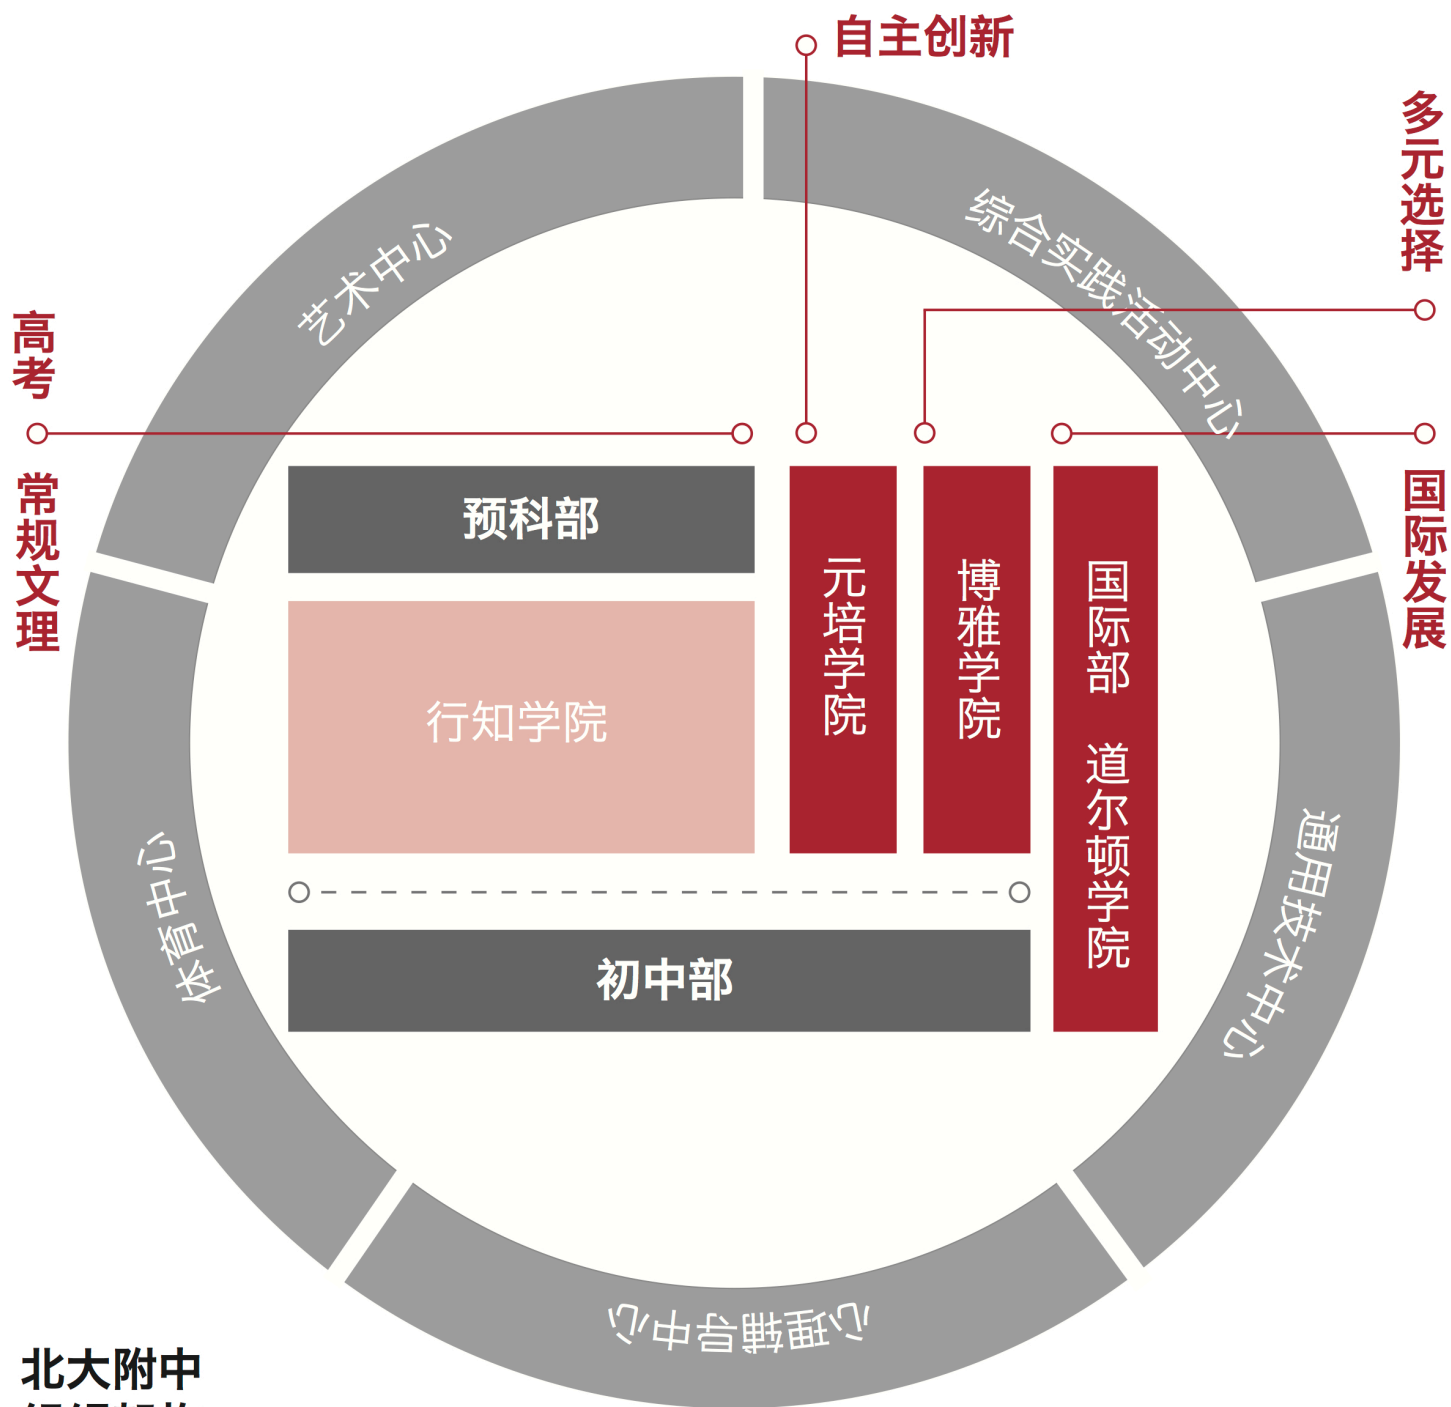 自主创新
多元选择
高考
常规文理
国际发展
艺术中心
综合实践活动中心
预科部
行知学院
元培学院
博雅学院
国际部 道尔顿学院
初中部
体育中心
通用技术中心
心理辅导中心
北大附中